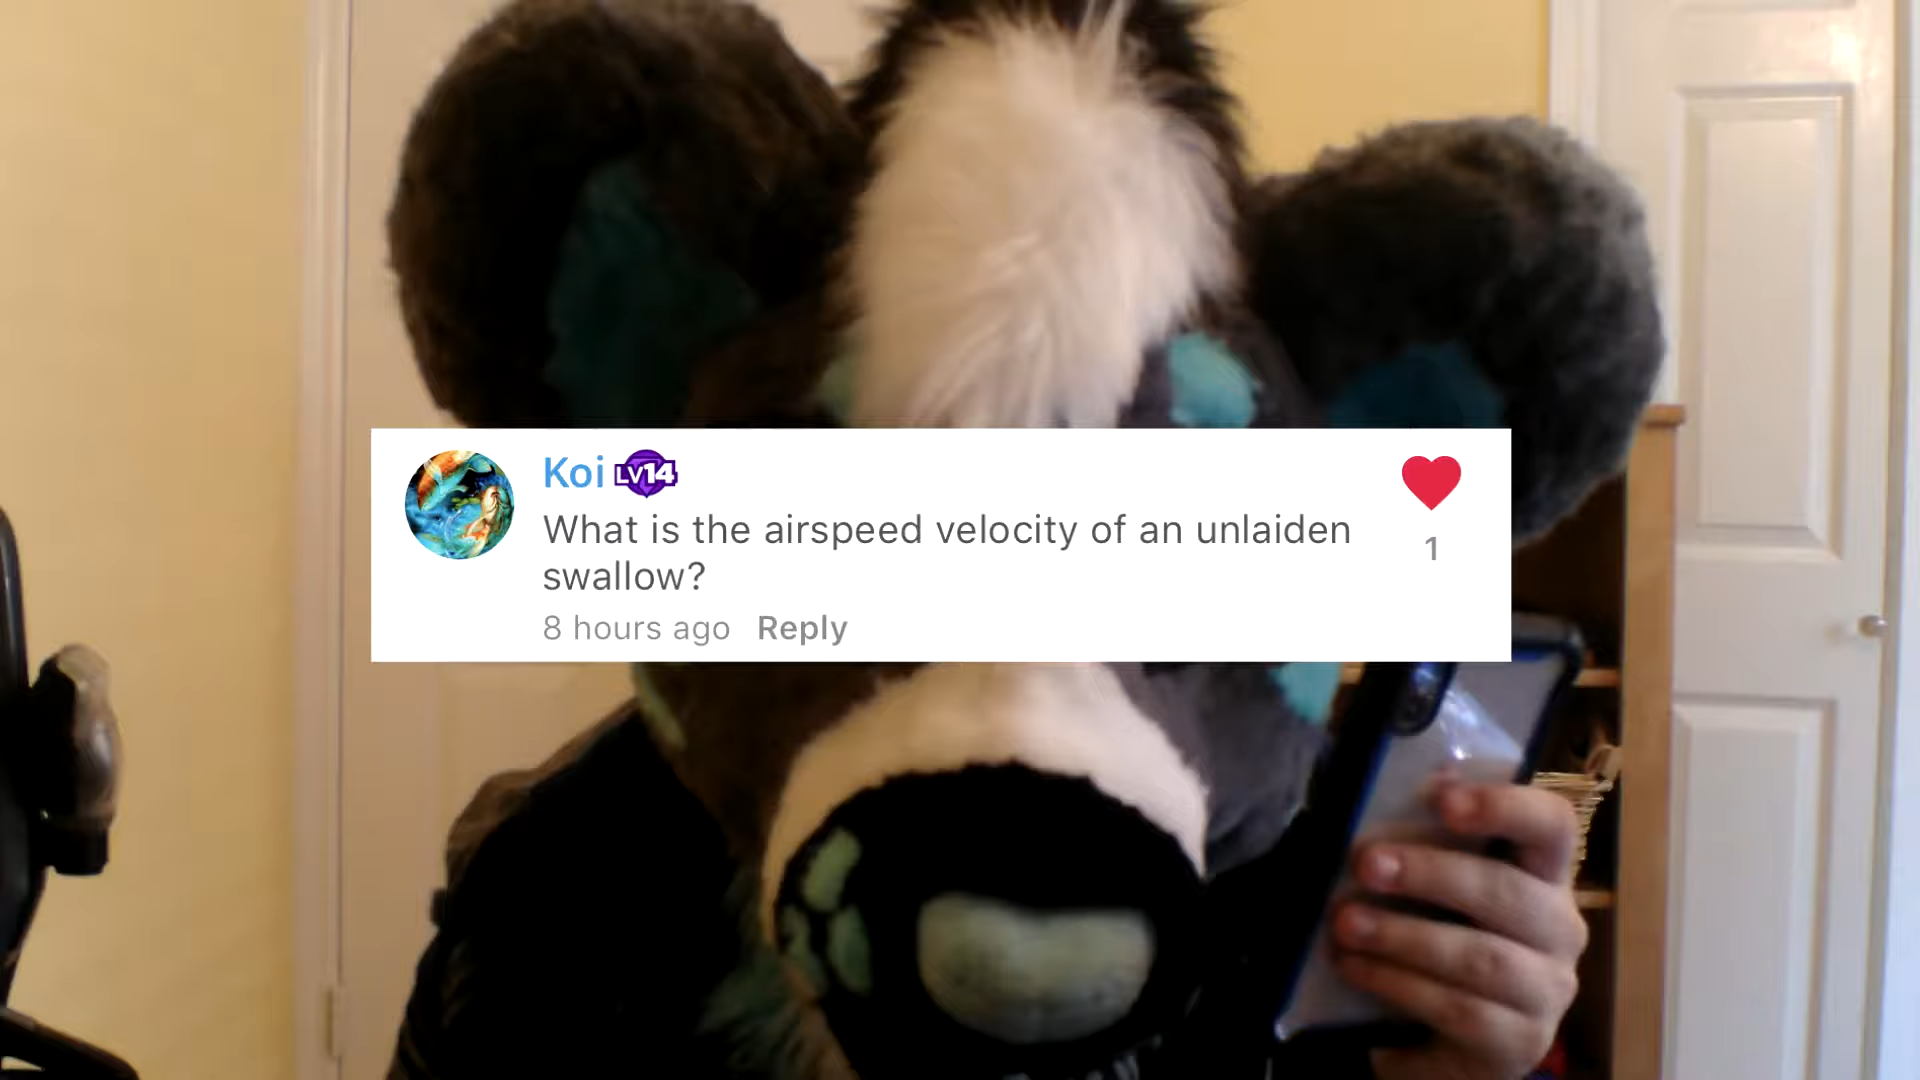 Koi LV14
What is the airspeed velocity of an unlaiden
swallow?
1
8 hours ago Reply